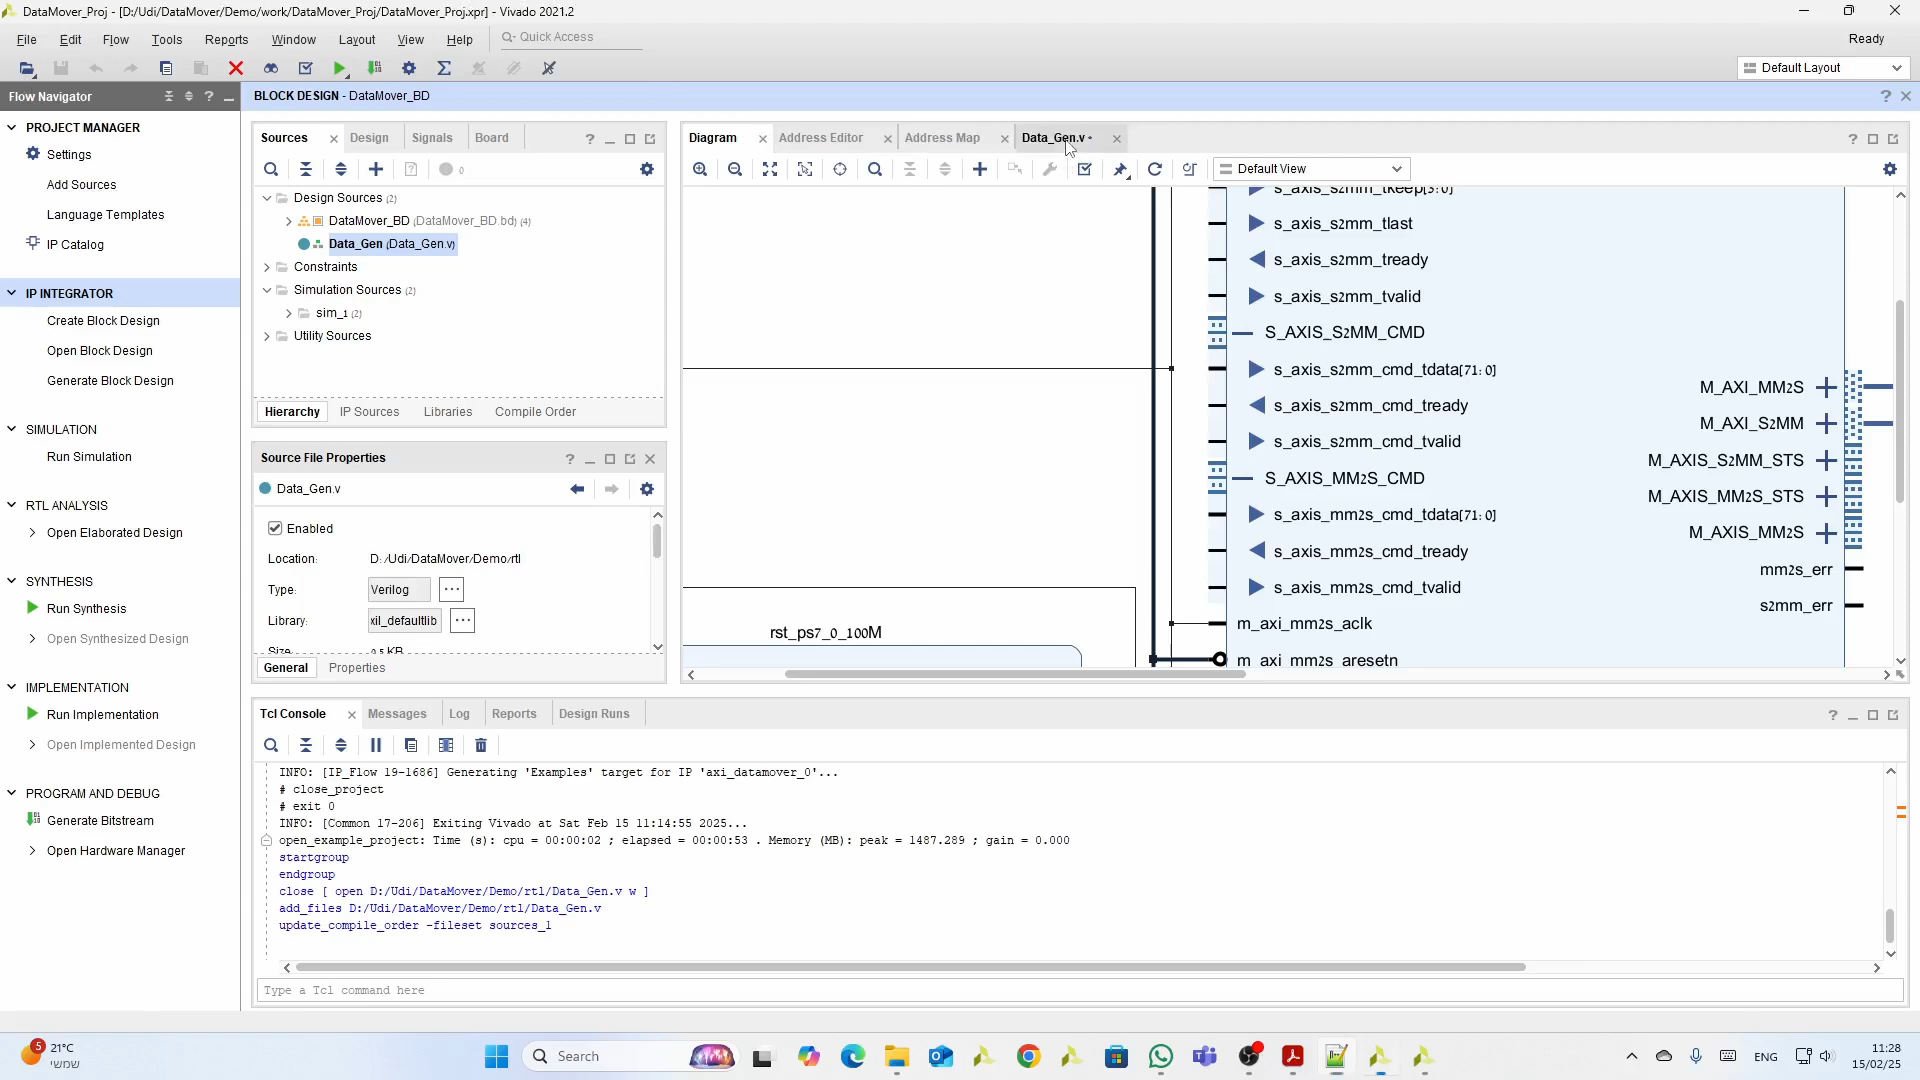 DataMover_Proj - [D:/Udi/DataMover/Demo/work/DataMover_Proj/DataMover_Proj.xpr] - Vivado 2021.2
File Edit Flow Tools Reports Window Layout View Help Quick Access
Ready
Default Layout
Flow Navigator
PROJECT MANAGER
Settings
Add Sources
Language Templates
IP Catalog
IP INTEGRATOR
Create Block Design
Open Block Design
Generate Block Design
SIMULATION
Run Simulation
RTL ANALYSIS
Open Elaborated Design
SYNTHESIS
Run Synthesis
Open Synthesized Design
IMPLEMENTATION
Run Implementation
Open Implemented Design
PROGRAM AND DEBUG
Generate Bitstream
Open Hardware Manager
BLOCK DESIGN - DataMover_BD
Sources Design Signals Board
0
Design Sources (2)
DataMover_BD (DataMover_BD.bd) (4)
Data_Gen (Data_Gen.v)
Constraints
Simulation Sources (2)
sim_1 (2)
Utility Sources
Hierarchy IP Sources Libraries Compile Order
Source File Properties
Data_Gen.v
Enabled
Location: D:/Udi/DataMover/Demo/rtl
Type: Verilog
Library: xil_defaultlib
Size: 0.5 KB
General Properties
Diagram Address Editor Address Map Data_Gen.v *
Default View
s_axis_s2mm_tkeep[3:0]
s_axis_s2mm_tlast
s_axis_s2mm_tready
s_axis_s2mm_tvalid
S_AXIS_S2MM_CMD
s_axis_s2mm_cmd_tdata[71:0]
s_axis_s2mm_cmd_tready
s_axis_s2mm_cmd_tvalid
S_AXIS_MM2S_CMD
s_axis_mm2s_cmd_tdata[71:0]
s_axis_mm2s_cmd_tready
s_axis_mm2s_cmd_tvalid
m_axi_mm2s_aclk
m_axi_mm2s_aresetn
M_AXI_MM2S
M_AXI_S2MM
M_AXIS_S2MM_STS
M_AXIS_MM2S_STS
M_AXIS_MM2S
mm2s_err
s2mm_err
rst_ps7_0_100M
Tcl Console Messages Log Reports Design Runs
INFO: [IP_Flow 19-1686] Generating 'Examples' target for IP 'axi_datamover_0'...
# close_project
# exit 0
INFO: [Common 17-206] Exiting Vivado at Sat Feb 15 11:14:55 2025...
open_example_project: Time (s): cpu = 00:00:02 ; elapsed = 00:00:53 . Memory (MB): peak = 1487.289 ; gain = 0.000
startgroup
endgroup
close [ open D:/Udi/DataMover/Demo/rtl/Data_Gen.v w ]
add_files D:/Udi/DataMover/Demo/rtl/Data_Gen.v
update_compile_order -fileset sources_1
Type a Tcl command here
5
21°C
שמשי
Search
ENG
11:28
15/02/25